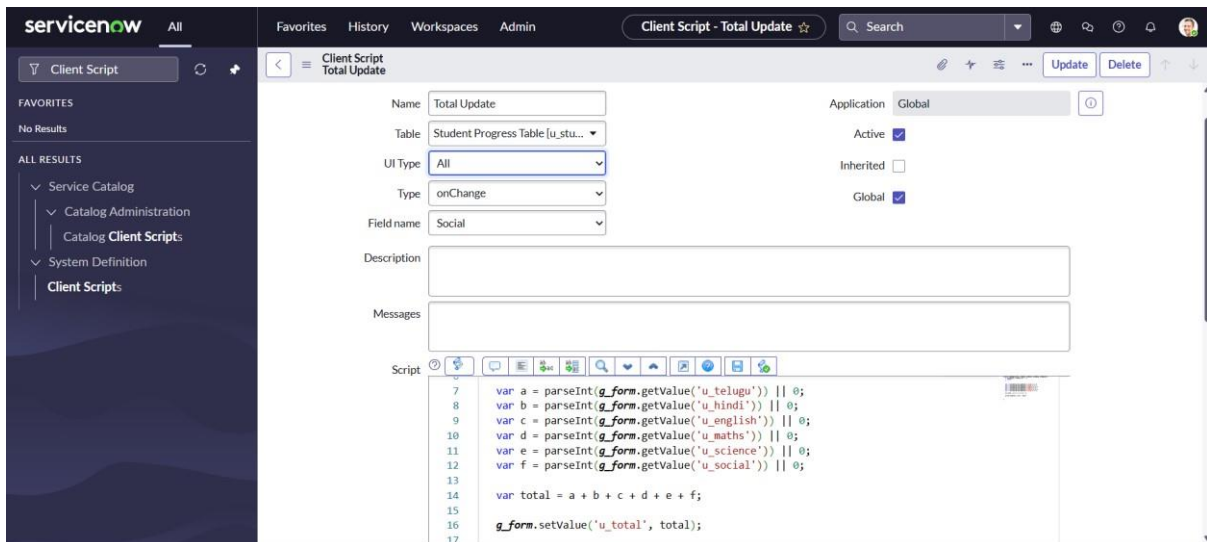 servicenow All Favorites History Workspaces Admin Client Script - Total Update Search
Client Script
FAVORITES
No Results
ALL RESULTS
Service Catalog
Catalog Administration
Catalog Client Scripts
System Definition
Client Scripts
Client Script
Total Update
Update Delete
Name Total Update
Application Global
Table Student Progress Table [u_stu...
Active
UI Type All
Inherited
Type onChange
Global
Field name Social
Description
Messages
Script
7 var a = parseInt(g_form.getValue('u_telugu')) || 0;
8 var b = parseInt(g_form.getValue('u_hindi')) || 0;
9 var c = parseInt(g_form.getValue('u_english')) || 0;
10 var d = parseInt(g_form.getValue('u_maths')) || 0;
11 var e = parseInt(g_form.getValue('u_science')) || 0;
12 var f = parseInt(g_form.getValue('u_social')) || 0;
13
14 var total = a + b + c + d + e + f;
15
16 g_form.setValue('u_total', total);
17